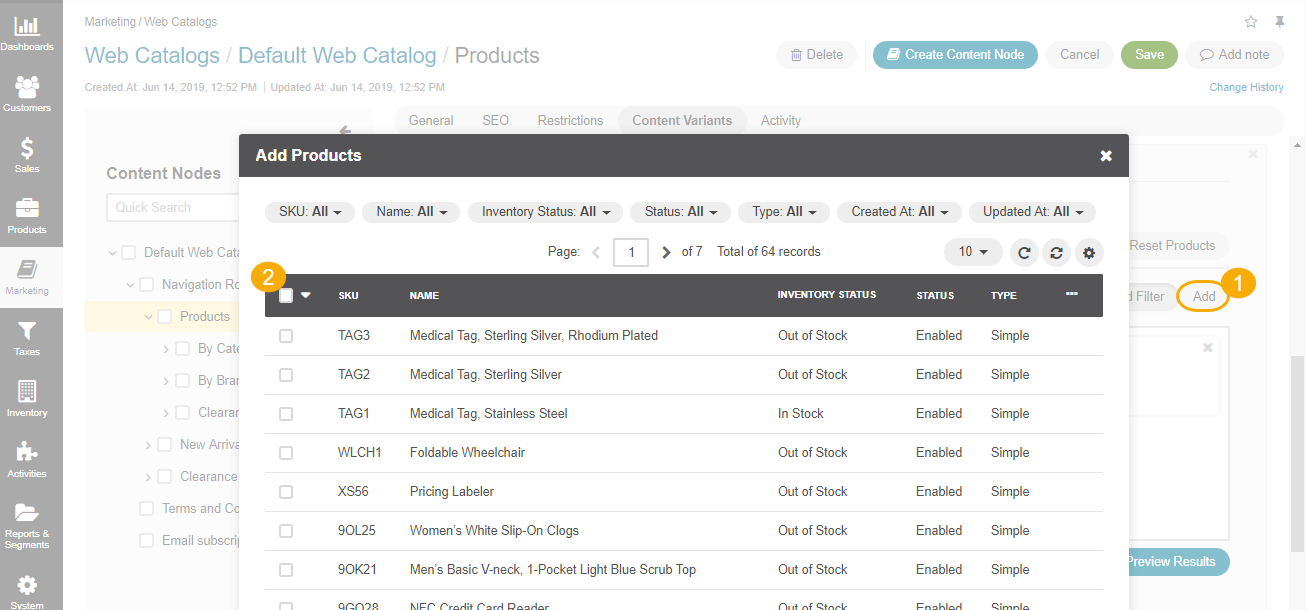 Dashboards
Customers
Sales
Products
Marketing
Taxes
Inventory
Activities
Reports &
Segments
System
Marketing / Web Catalogs
Web Catalogs / Default Web Catalog / Products
Delete
Create Content Node
Cancel
Save
Add note
Created At: Jun 14, 2019, 12:52 PM | Updated At: Jun 14, 2019, 12:52 PM
Change History
General SEO Restrictions Content Variants Activity
Content Nodes
Quick Search
Default Web Cata
Navigation Ro
Products
By Cate
By Bran
Clearan
New Arriva
Clearance
Terms and Co
Email subscrip
Add Products
SKU: All Name: All Inventory Status: All Status: All Type: All Created At: All Updated At: All
Page: 1 of 7 Total of 64 records 10
2
SKU NAME INVENTORY STATUS STATUS TYPE
TAG3 Medical Tag, Sterling Silver, Rhodium Plated Out of Stock Enabled Simple
TAG2 Medical Tag, Sterling Silver Out of Stock Enabled Simple
TAG1 Medical Tag, Stainless Steel In Stock Enabled Simple
WLCH1 Foldable Wheelchair Out of Stock Enabled Simple
XS56 Pricing Labeler Out of Stock Enabled Simple
9OL25 Women's White Slip-On Clogs Out of Stock Enabled Simple
9OK21 Men's Basic V-neck, 1-Pocket Light Blue Scrub Top Out of Stock Enabled Simple
9GO28 NFC Credit Card Reader Out of Stock Enabled Simple
Reset Products
d Filter
Add
1
Preview Results